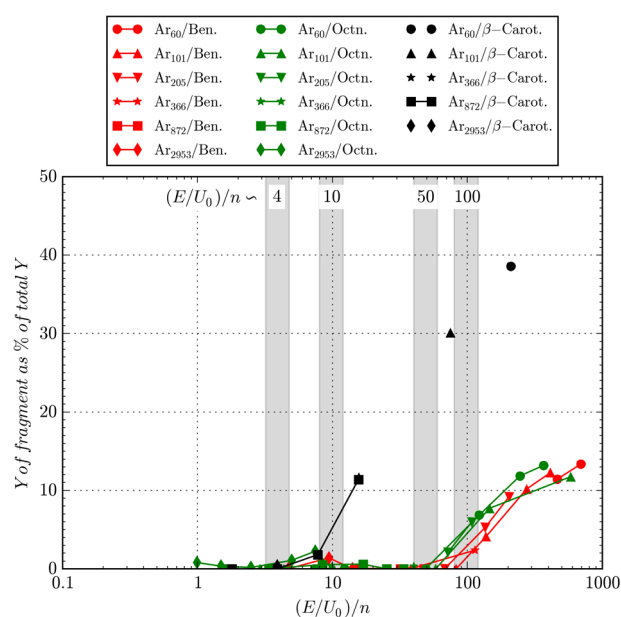 Ar₆₀/Ben. Ar₆₀/Octn. Ar₆₀/β−Carot.
Ar₁₀₁/Ben. Ar₁₀₁/Octn. Ar₁₀₁/β−Carot.
Ar₂₀₅/Ben. Ar₂₀₅/Octn. Ar₃₆₆/β−Carot.
Ar₃₆₆/Ben. Ar₃₆₆/Octn. Ar₈₇₂/β−Carot.
Ar₈₇₂/Ben. Ar₈₇₂/Octn. Ar₂₉₅₃/β−Carot.
Ar₂₉₅₃/Ben. Ar₂₉₅₃/Octn.
(E/U₀)/n ∽ 4 10 50 100
Y of fragment as % of total Y
50
40
30
20
10
0
0.1 1 10 100 1000
(E/U₀)/n